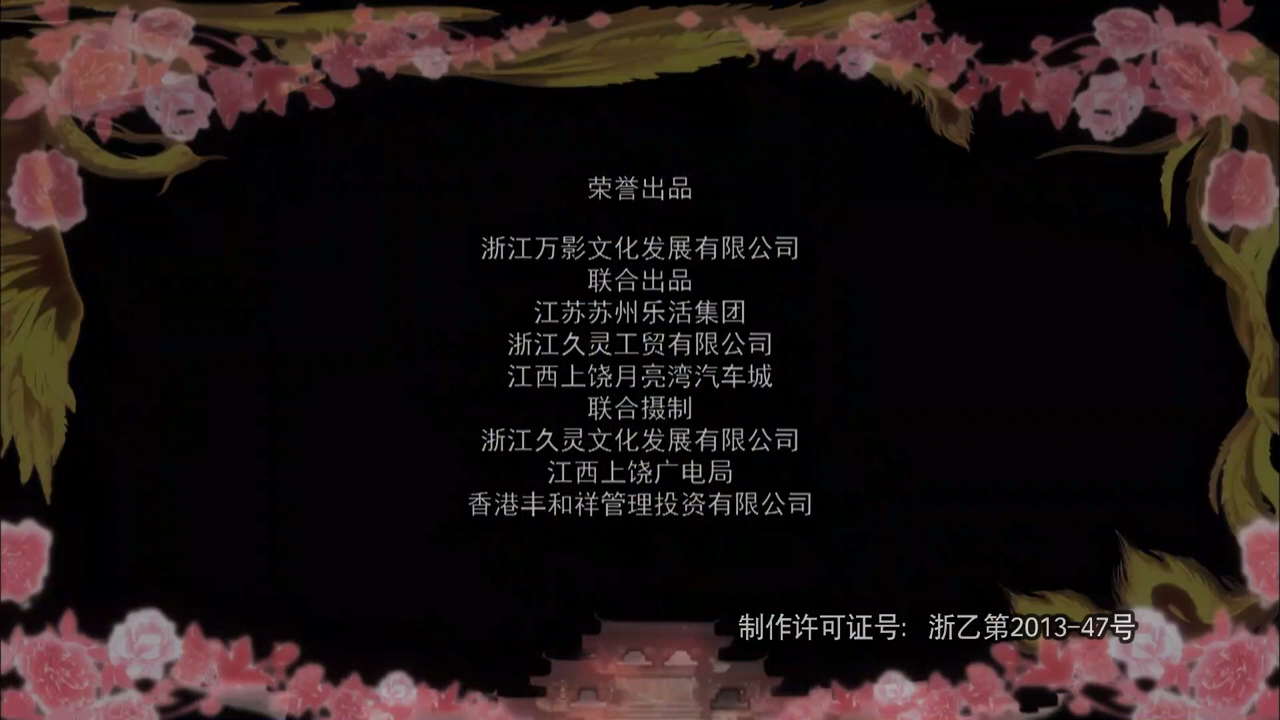 荣誉出品
浙江万影文化发展有限公司
联合出品
江苏苏州乐活集团
浙江久灵工贸有限公司
江西上饶月亮湾汽车城
联合摄制
浙江久灵文化发展有限公司
江西上饶广电局
香港丰和祥管理投资有限公司
制作许可证号: 浙乙第2013-47号